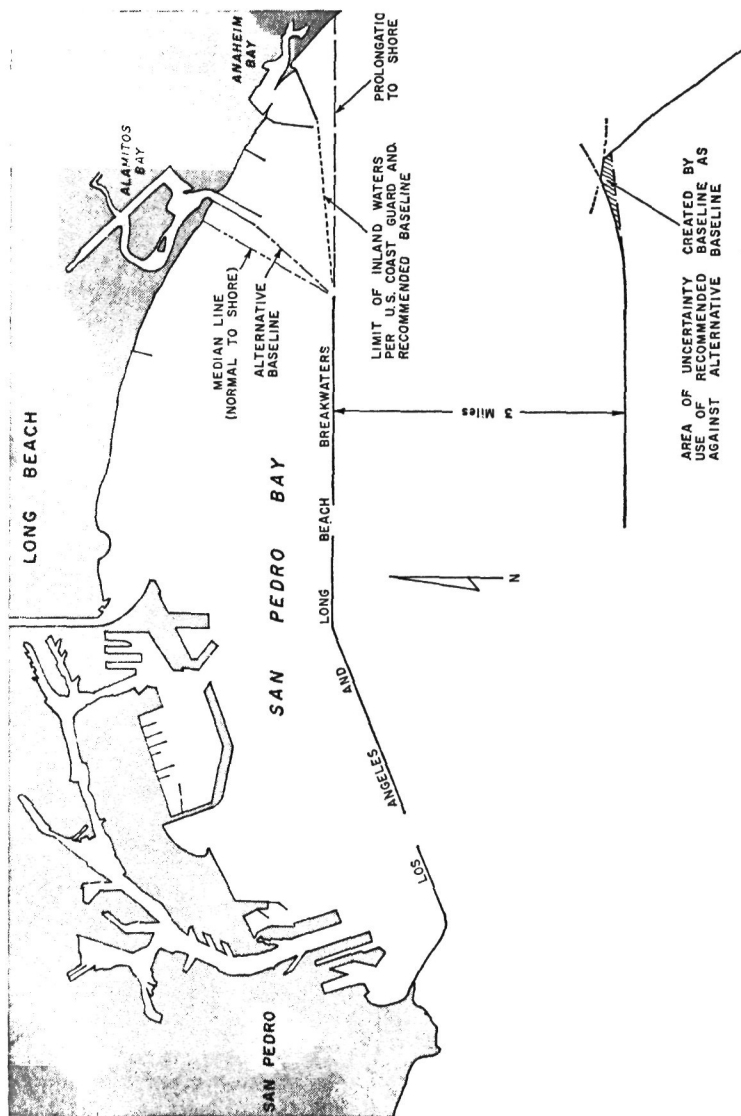 LONG BEACH
ALAMITOS
BAY
ANAHEIM
BAY
MEDIAN LINE
(NORMAL TO SHORE)
ALTERNATIVE
BASELINE
LIMIT OF INLAND WATERS
PER U.S. COAST GUARD AND
RECOMMENDED BASELINE
PROLONGATIC
TO SHORE
SAN PEDRO BAY
SAN PEDRO
LOS ANGELES AND LONG BEACH BREAKWATERS
3 Miles
N
AREA OF UNCERTAINTY CREATED BY
USE OF RECOMMENDED BASELINE AS
AGAINST ALTERNATIVE BASELINE